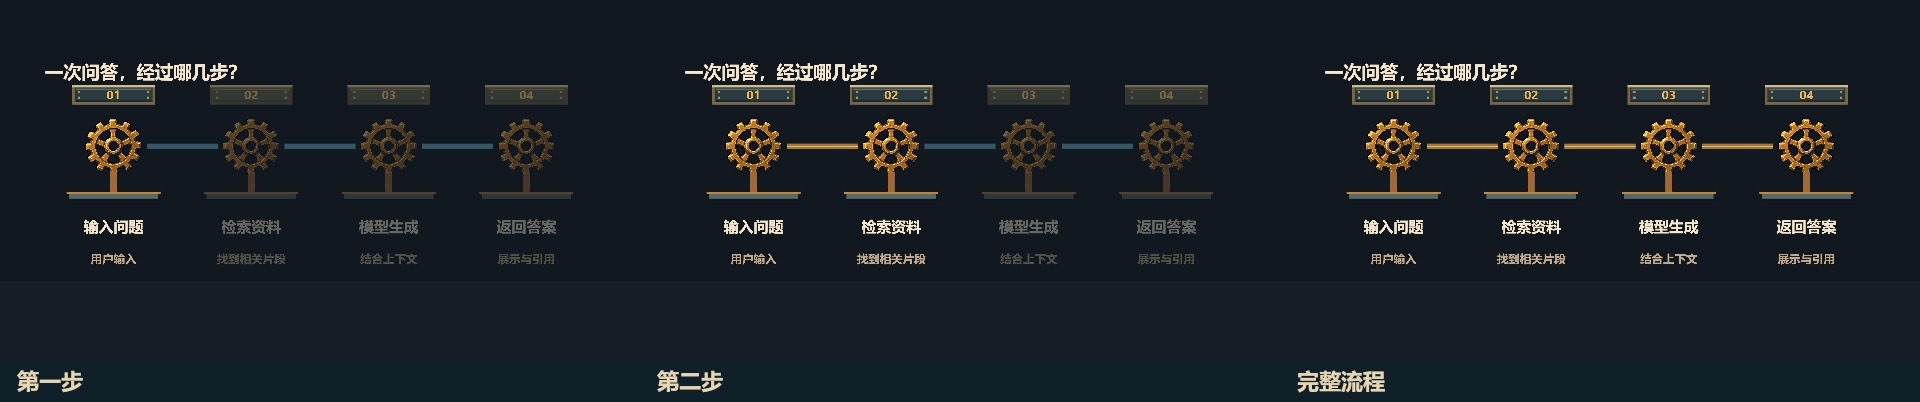 一次问答，经过哪几步？
01 02 03 04
输入问题 检索资料 模型生成 返回答案
用户输入 找到相关片段 结合上下文 展示与引用
第一步
一次问答，经过哪几步？
01 02 03 04
输入问题 检索资料 模型生成 返回答案
用户输入 找到相关片段 结合上下文 展示与引用
第二步
一次问答，经过哪几步？
01 02 03 04
输入问题 检索资料 模型生成 返回答案
用户输入 找到相关片段 结合上下文 展示与引用
完整流程